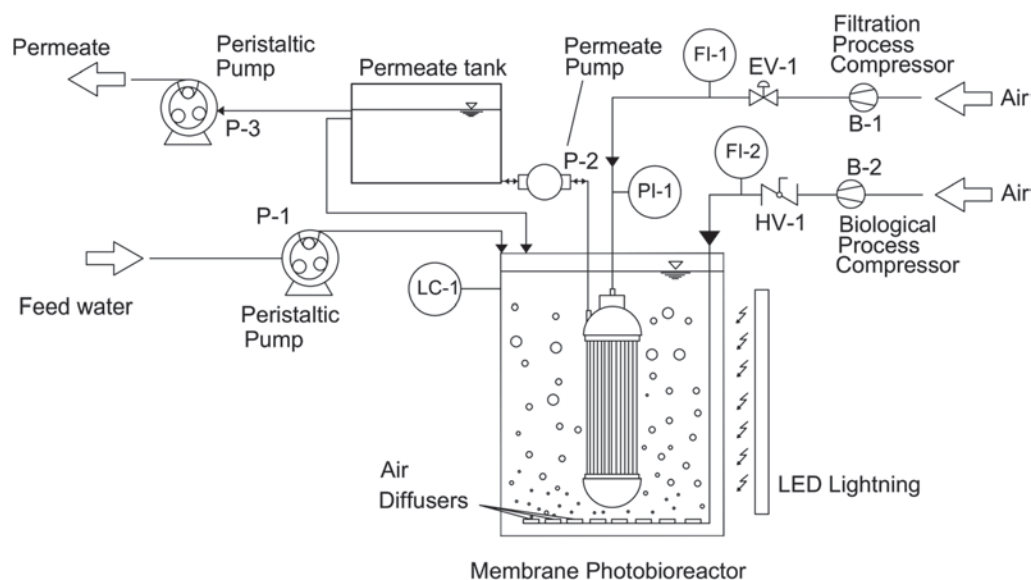 Permeate
Peristaltic
Pump
P-3
Permeate tank
Permeate
Pump
P-2
FI-1
EV-1
Filtration
Process
Compressor
B-1
Air
FI-2
HV-1
B-2
Air
Biological
Process
Compressor
PI-1
P-1
Feed water
Peristaltic
Pump
LC-1
Air
Diffusers
LED Lightning
Membrane Photobioreactor